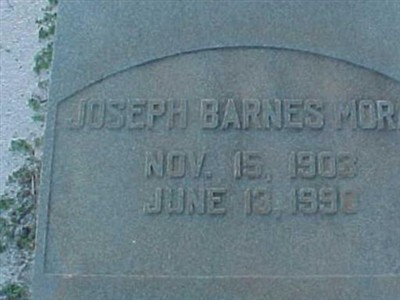 JOSEPH BARNES
NOV. 15, 1903
JUNE 13, 1990